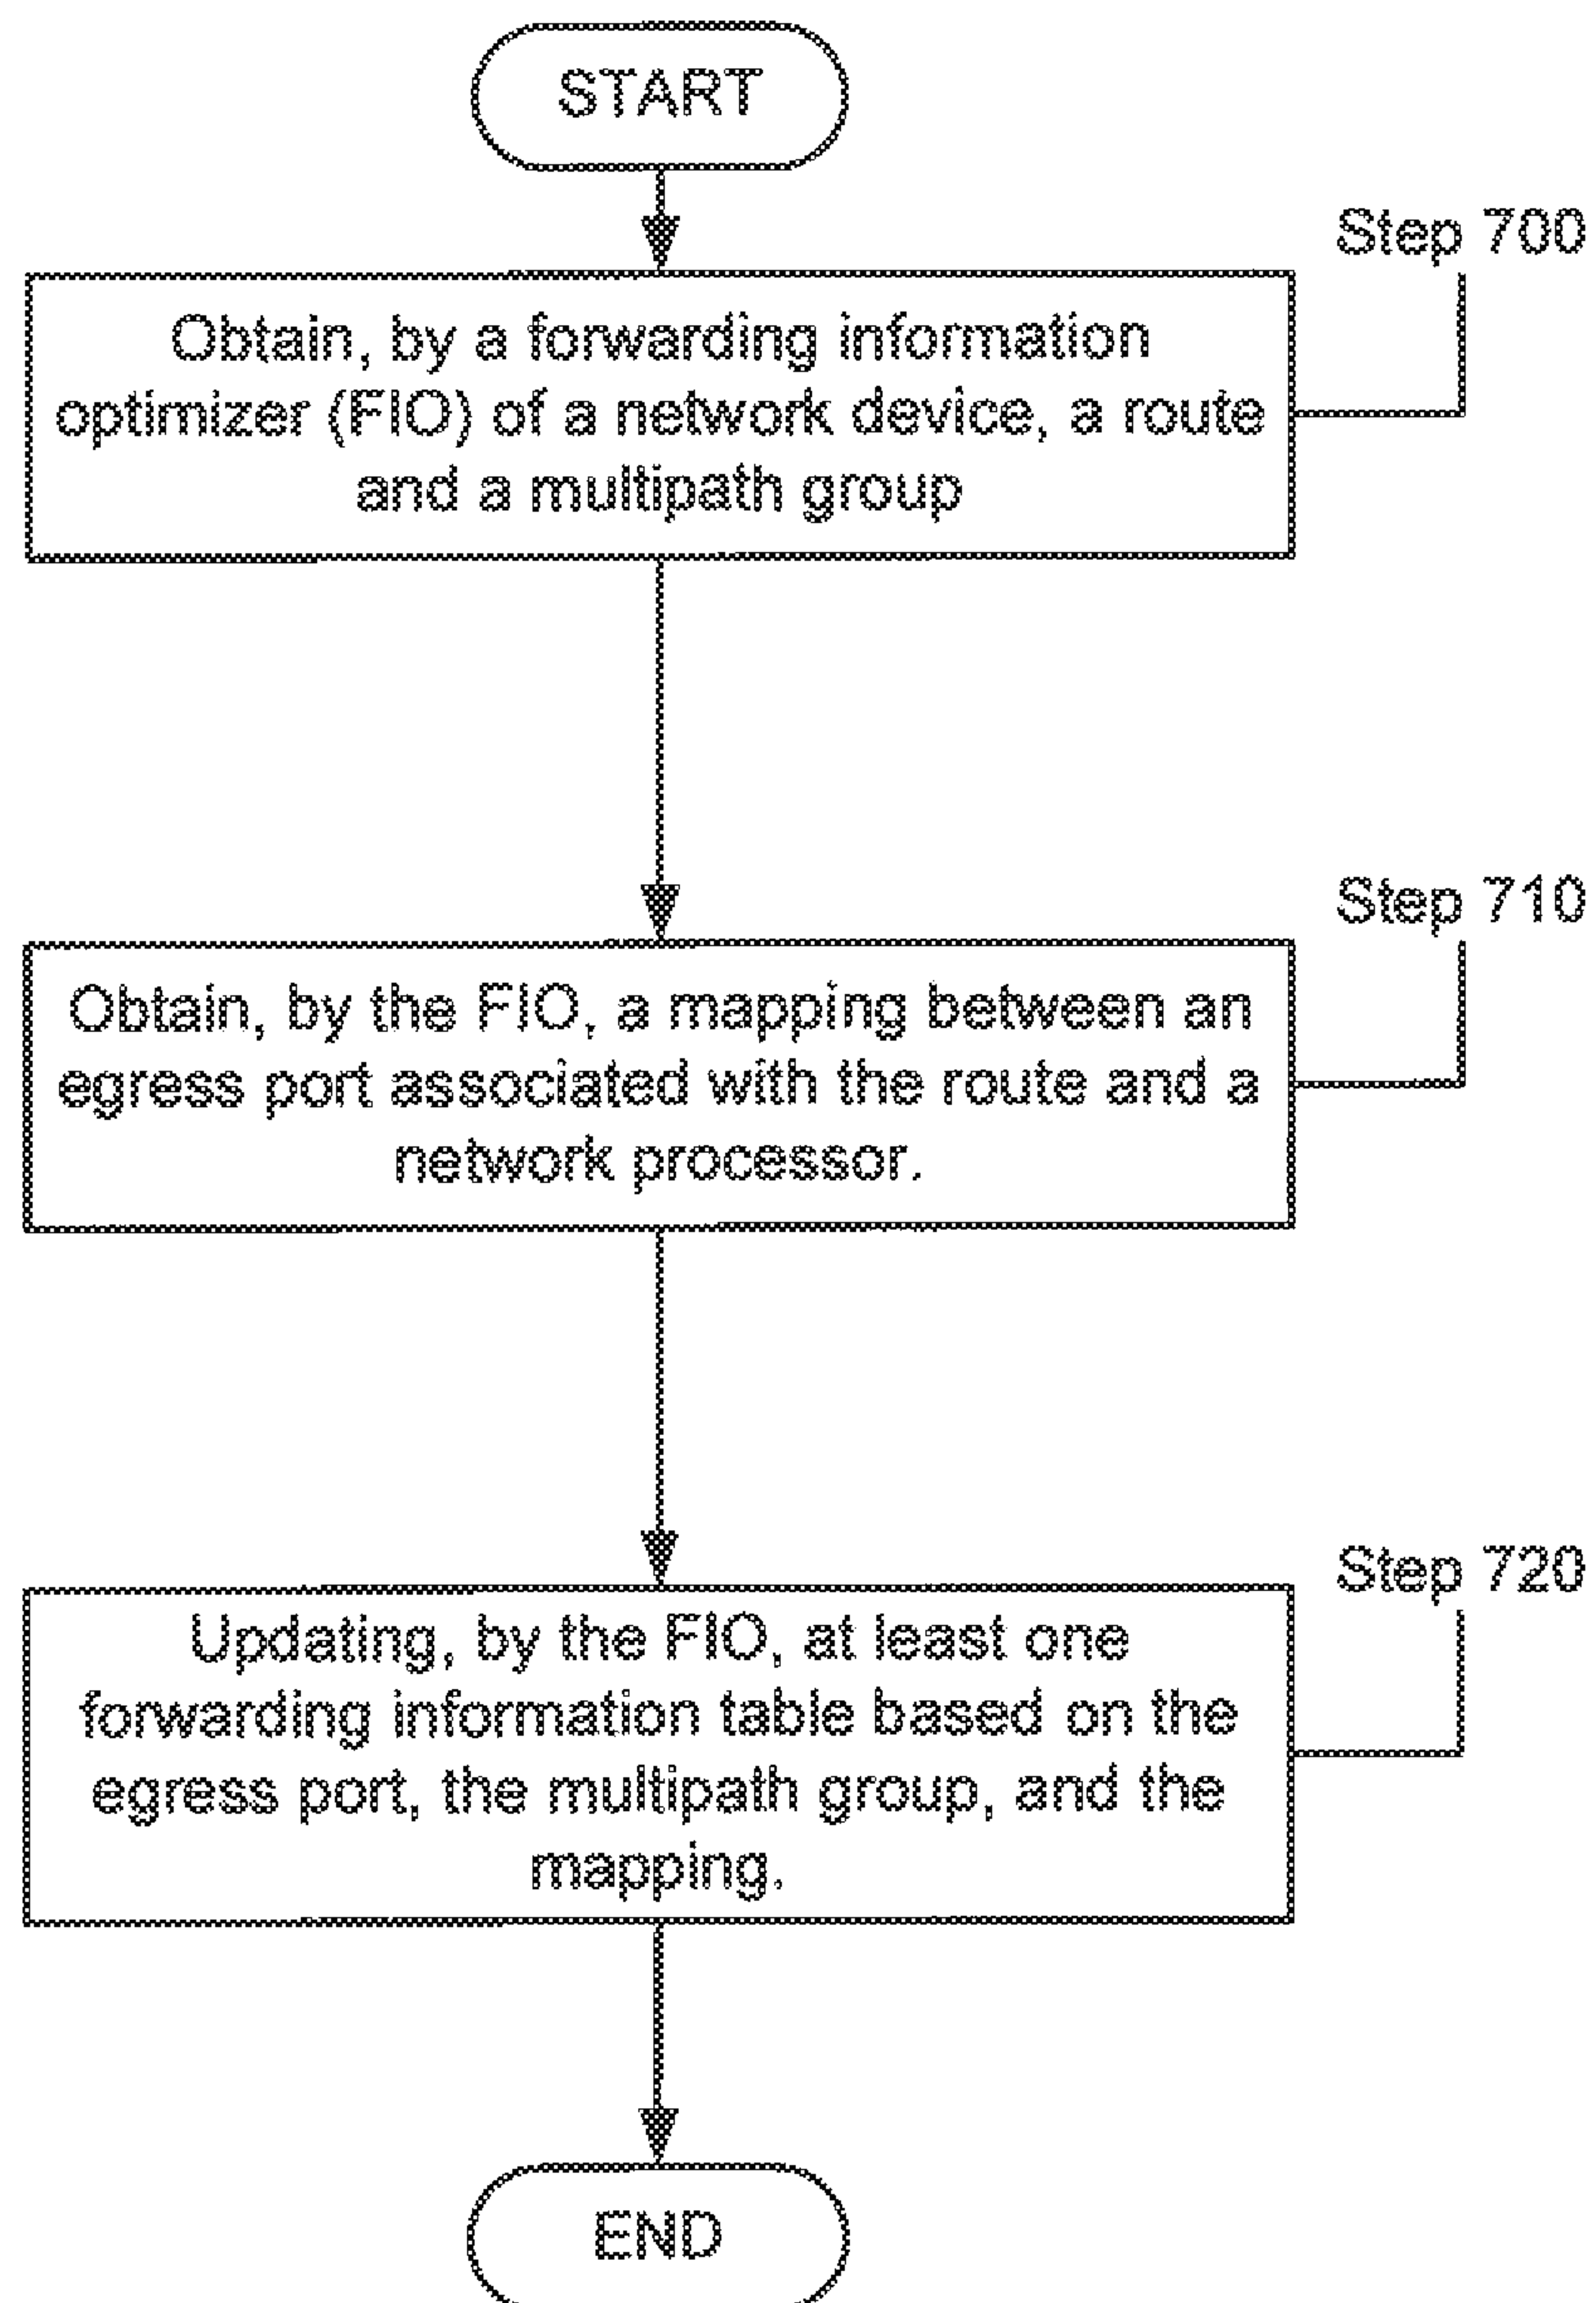 START
Step 700
Obtain, by a forwarding information
optimizer (FIO) of a network device, a route
and a multipath group
Step 710
Obtain, by the FIO, a mapping between an
egress port associated with the route and a
network processor.
Step 720
Updating, by the FIO, at least one
forwarding information table based on the
egress port, the multipath group, and the
mapping.
END